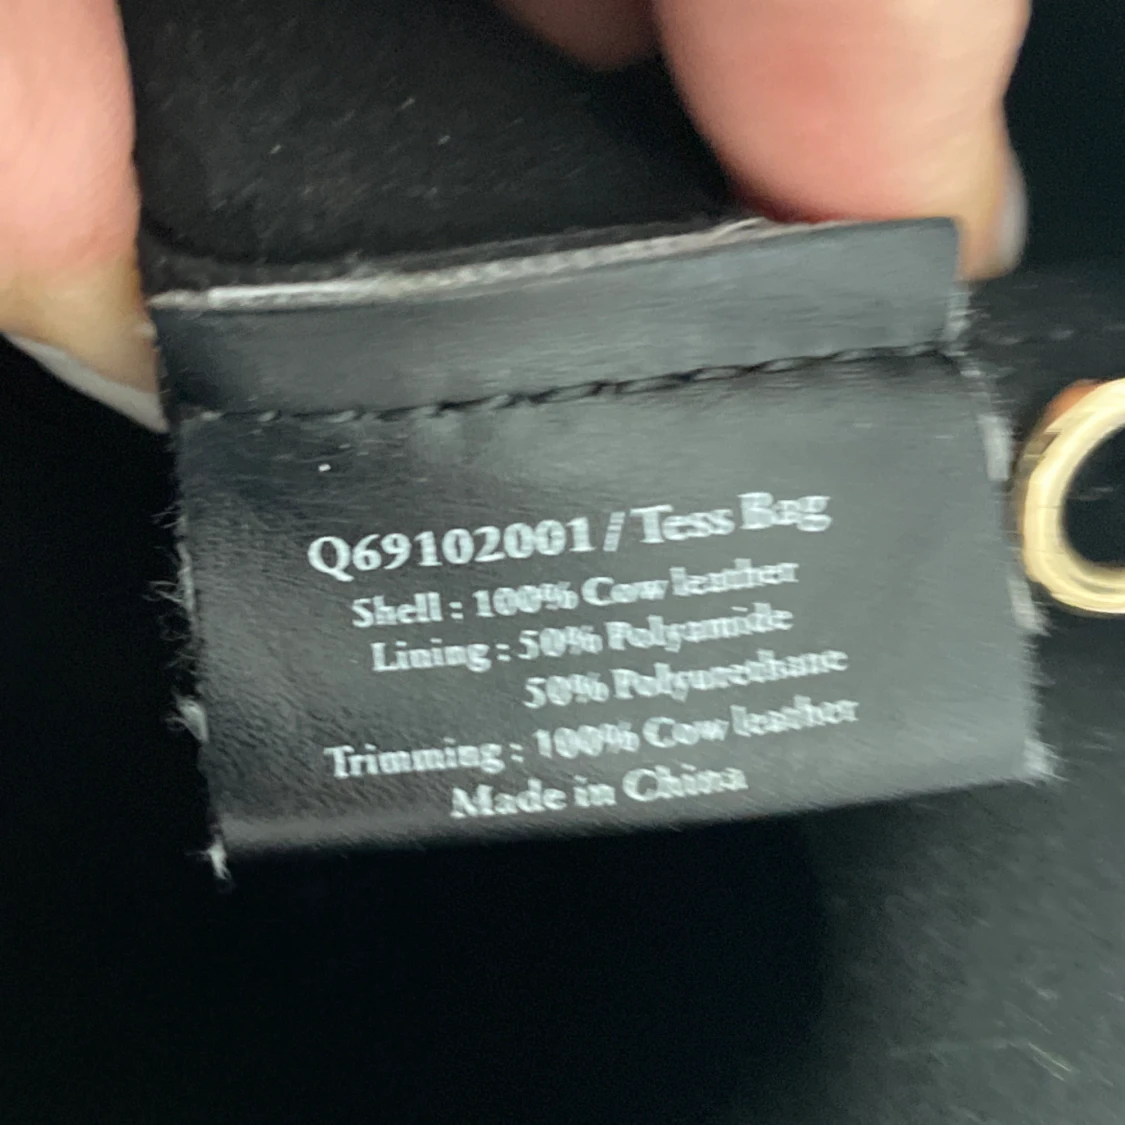 Q69102001 / Tess Bag
Shell : 100% Cow leather
Lining : 50% Polyamide
50% Polyurethane
Trimming : 100% Cow leather
Made in China